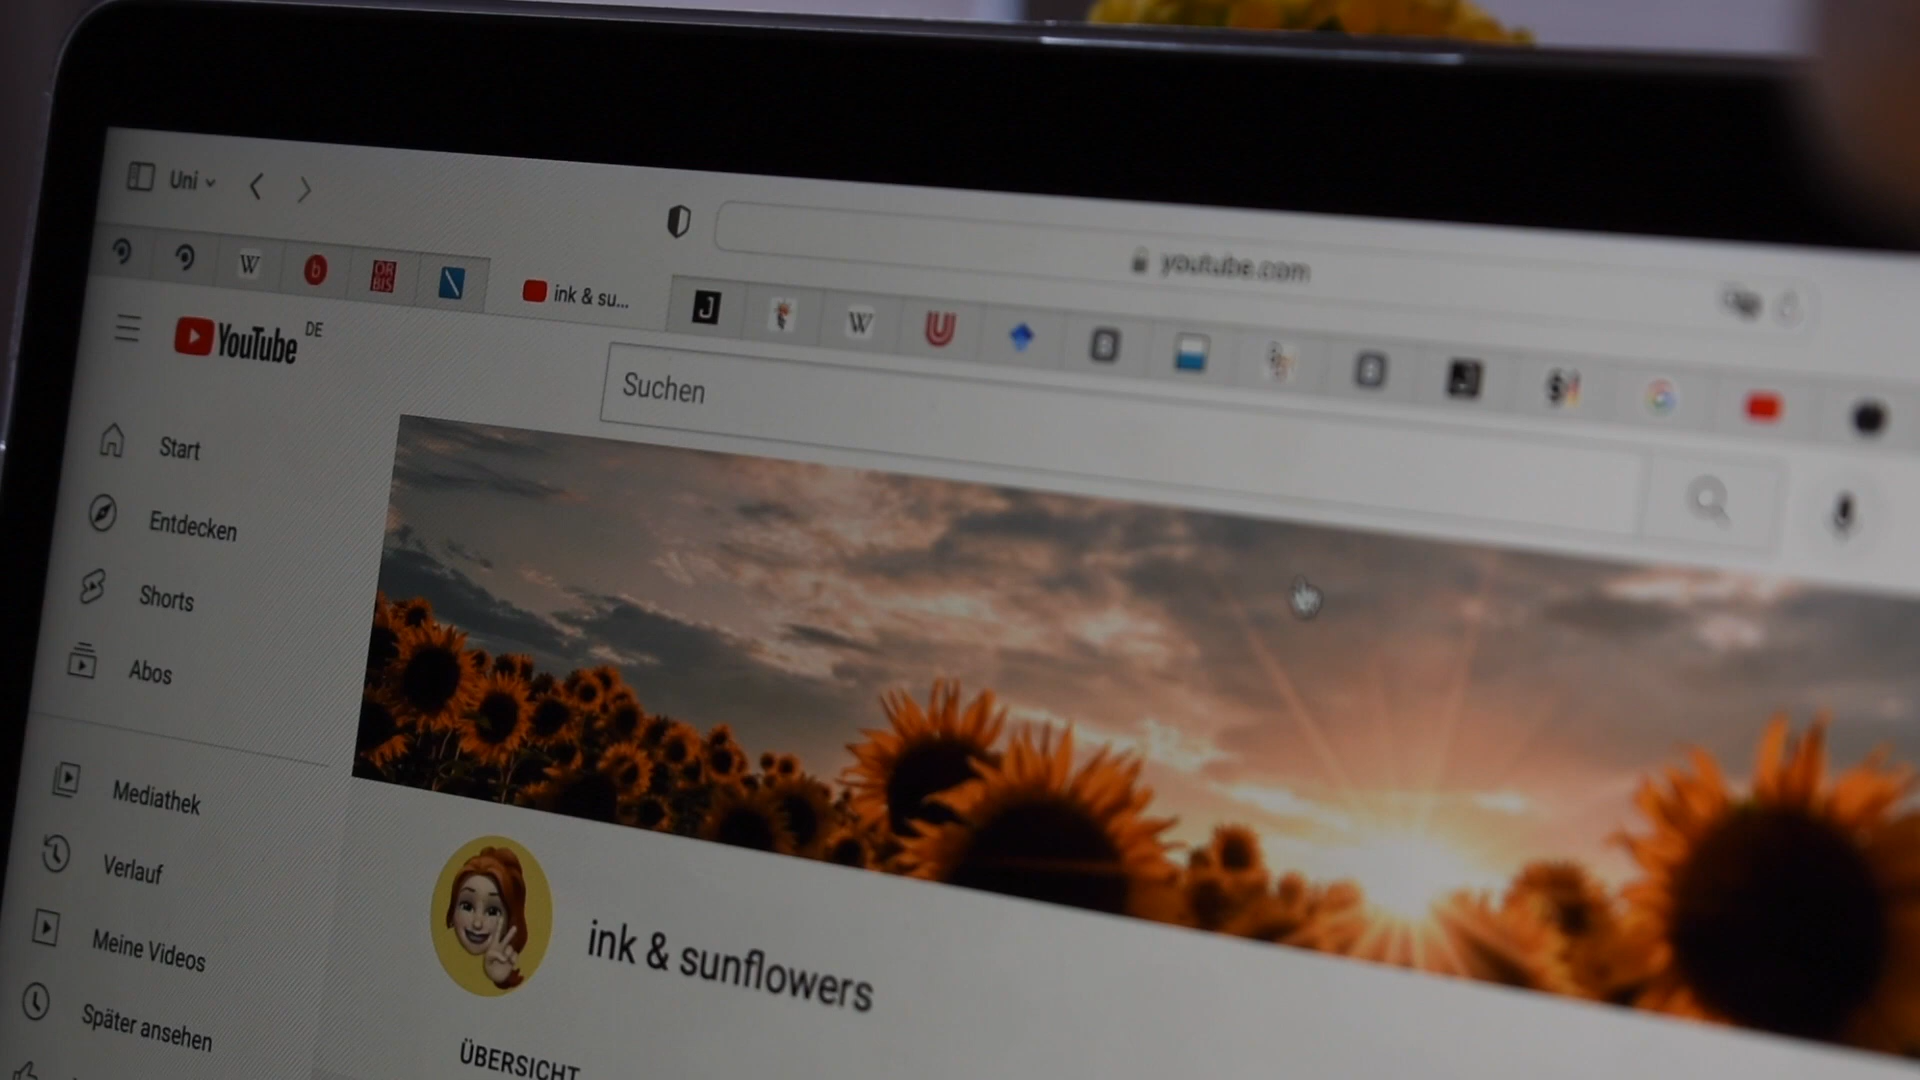 Uni
youtube.com
ink & su...
YouTube DE
Suchen
Start
Entdecken
Shorts
Abos
Mediathek
Verlauf
Meine Videos
Später ansehen
ink & sunflowers
ÜBERSICHT